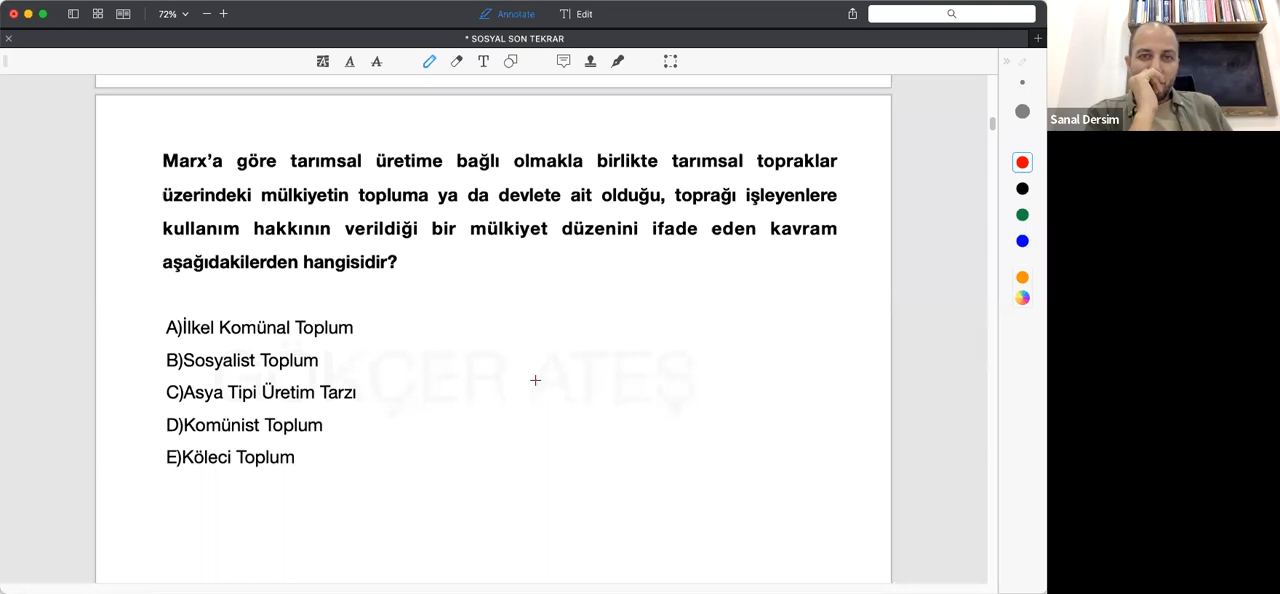 72%
Annotate
Edit
* SOSYAL SON TEKRAR
Sanal Dersim
Marx’a göre tarımsal üretime bağlı olmakla birlikte tarımsal topraklar
üzerindeki mülkiyetin topluma ya da devlete ait olduğu, toprağı işleyenlere
kullanım hakkının verildiği bir mülkiyet düzenini ifade eden kavram
aşağıdakilerden hangisidir?
A)İlkel Komünal Toplum
B)Sosyalist Toplum
C)Asya Tipi Üretim Tarzı
D)Komünist Toplum
E)Köleci Toplum
GÖKÇER ATEŞ